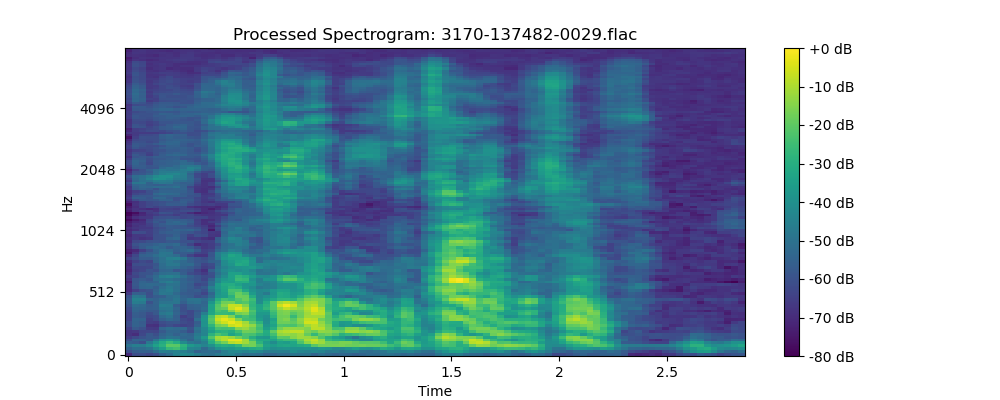 Processed Spectrogram: 3170-137482-0029.flac
+0 dB
4096
-10 dB
-20 dB
2048
-30 dB
Hz
-40 dB
1024
-50 dB
512
-60 dB
-70 dB
0
-80 dB
0 0.5 1 1.5 2 2.5
Time